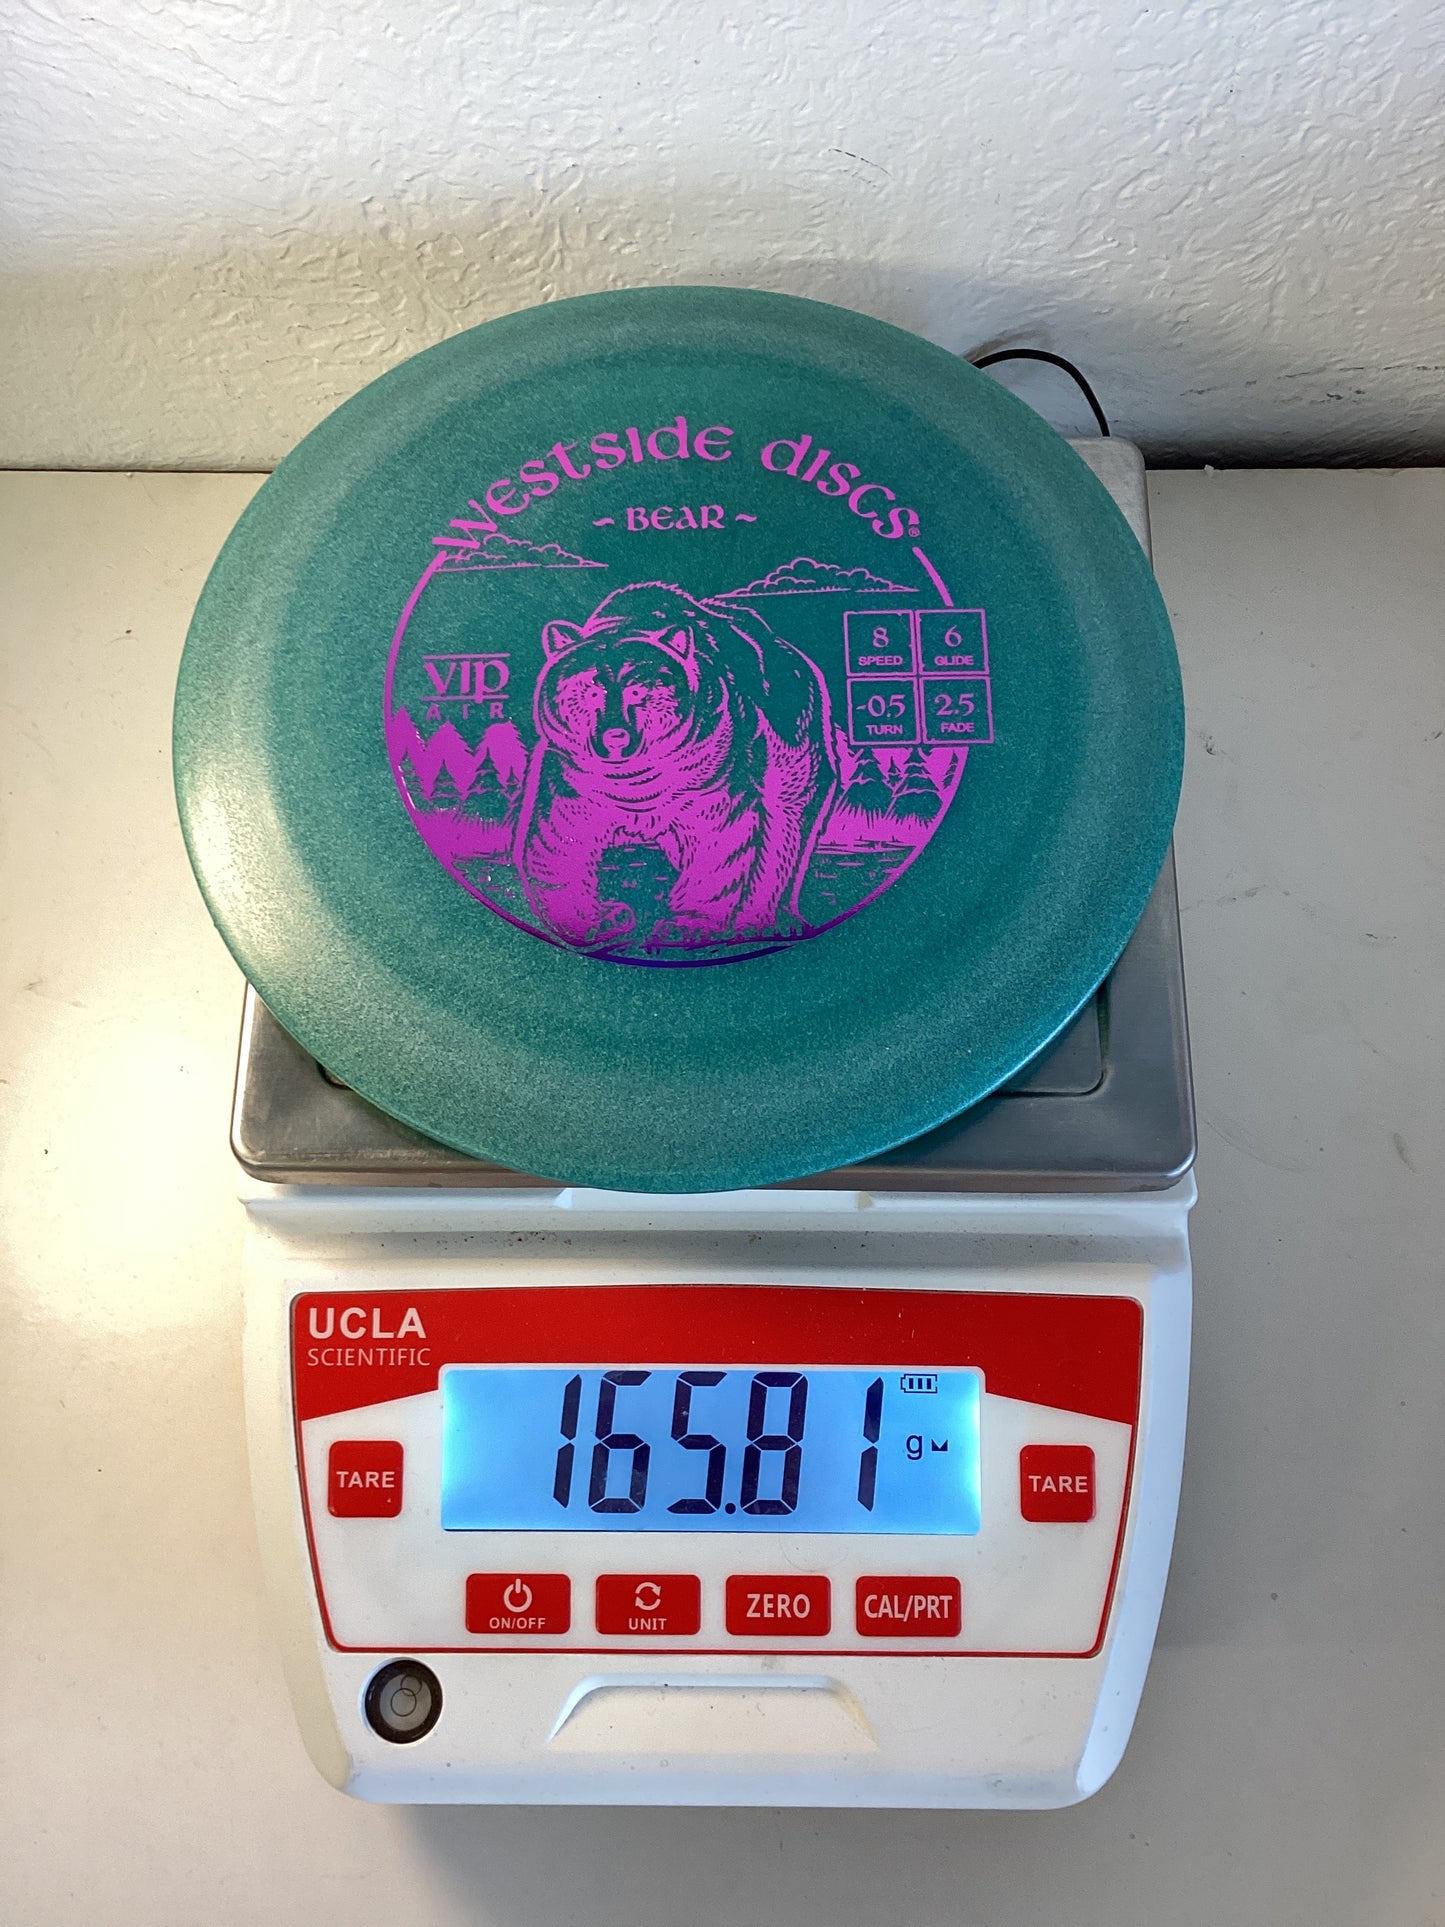 Westside Discs®
~ BEAR ~
VIP
AIR
8
SPEED
6
GLIDE
-0.5
TURN
2.5
FADE
UCLA
SCIENTIFIC
165.81
g
TARE
TARE
ON/OFF
UNIT
ZERO
CAL/PRT